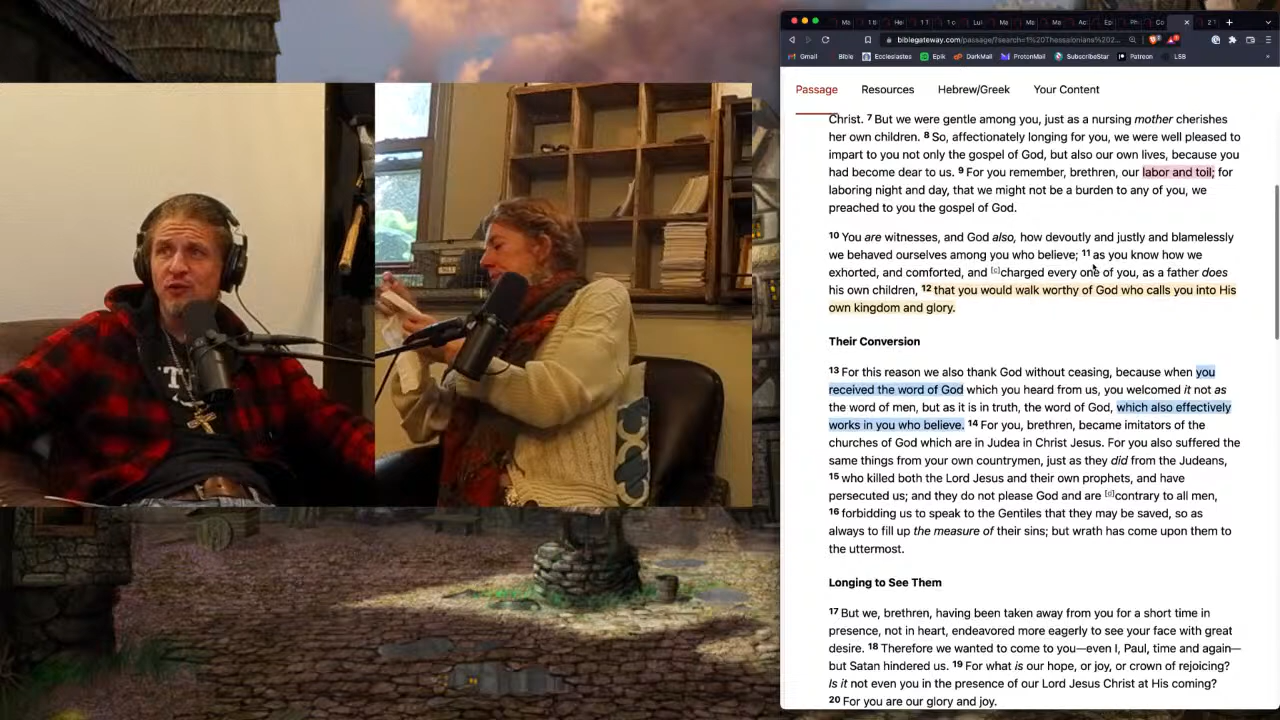 Ma
1 ti
Hei
1 T
1 c
Lul
Ma
Ma
Ma
Ac
Ep
Ph
Co
2 T
biblegateway.com/passage/?search=1%20Thessalonians%202...
Gmail
Bible
Ecclesiastes
Epik
DarkMail
ProtonMail
SubscribeStar
Patreon
LSB
»
Passage
Resources
Hebrew/Greek
Your Content
Christ. 7 But we were gentle among you, just as a nursing mother cherishes
her own children. 8 So, affectionately longing for you, we were well pleased to
impart to you not only the gospel of God, but also our own lives, because you
had become dear to us. 9 For you remember, brethren, our labor and toil; for
laboring night and day, that we might not be a burden to any of you, we
preached to you the gospel of God.
10 You are witnesses, and God also, how devoutly and justly and blamelessly
we behaved ourselves among you who believe; 11 as you know how we
exhorted, and comforted, and [c]charged every one of you, as a father does
his own children, 12 that you would walk worthy of God who calls you into His
own kingdom and glory.
Their Conversion
13 For this reason we also thank God without ceasing, because when you
received the word of God which you heard from us, you welcomed it not as
the word of men, but as it is in truth, the word of God, which also effectively
works in you who believe. 14 For you, brethren, became imitators of the
churches of God which are in Judea in Christ Jesus. For you also suffered the
same things from your own countrymen, just as they did from the Judeans,
15 who killed both the Lord Jesus and their own prophets, and have
persecuted us; and they do not please God and are [d]contrary to all men,
16 forbidding us to speak to the Gentiles that they may be saved, so as
always to fill up the measure of their sins; but wrath has come upon them to
the uttermost.
Longing to See Them
17 But we, brethren, having been taken away from you for a short time in
presence, not in heart, endeavored more eagerly to see your face with great
desire. 18 Therefore we wanted to come to you—even I, Paul, time and again—
but Satan hindered us. 19 For what is our hope, or joy, or crown of rejoicing?
Is it not even you in the presence of our Lord Jesus Christ at His coming?
20 For you are our glory and joy.